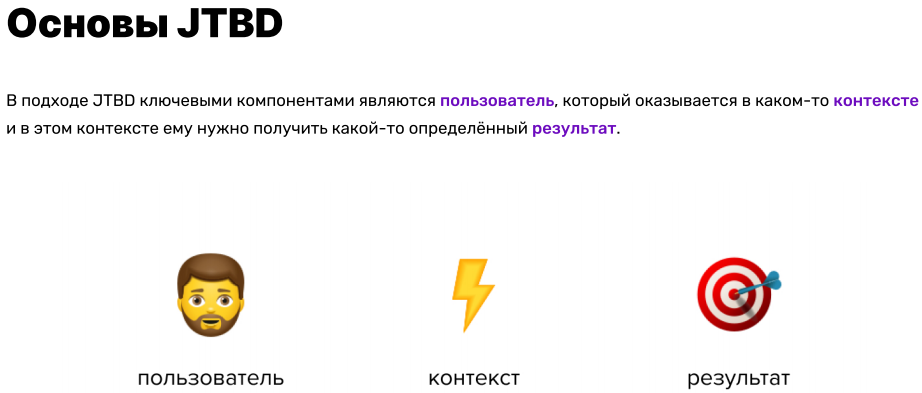 Основы JTBD
В подходе JTBD ключевыми компонентами являются пользователь, который оказывается в каком-то контексте
и в этом контексте ему нужно получить какой-то определённый результат.
пользователь
контекст
результат